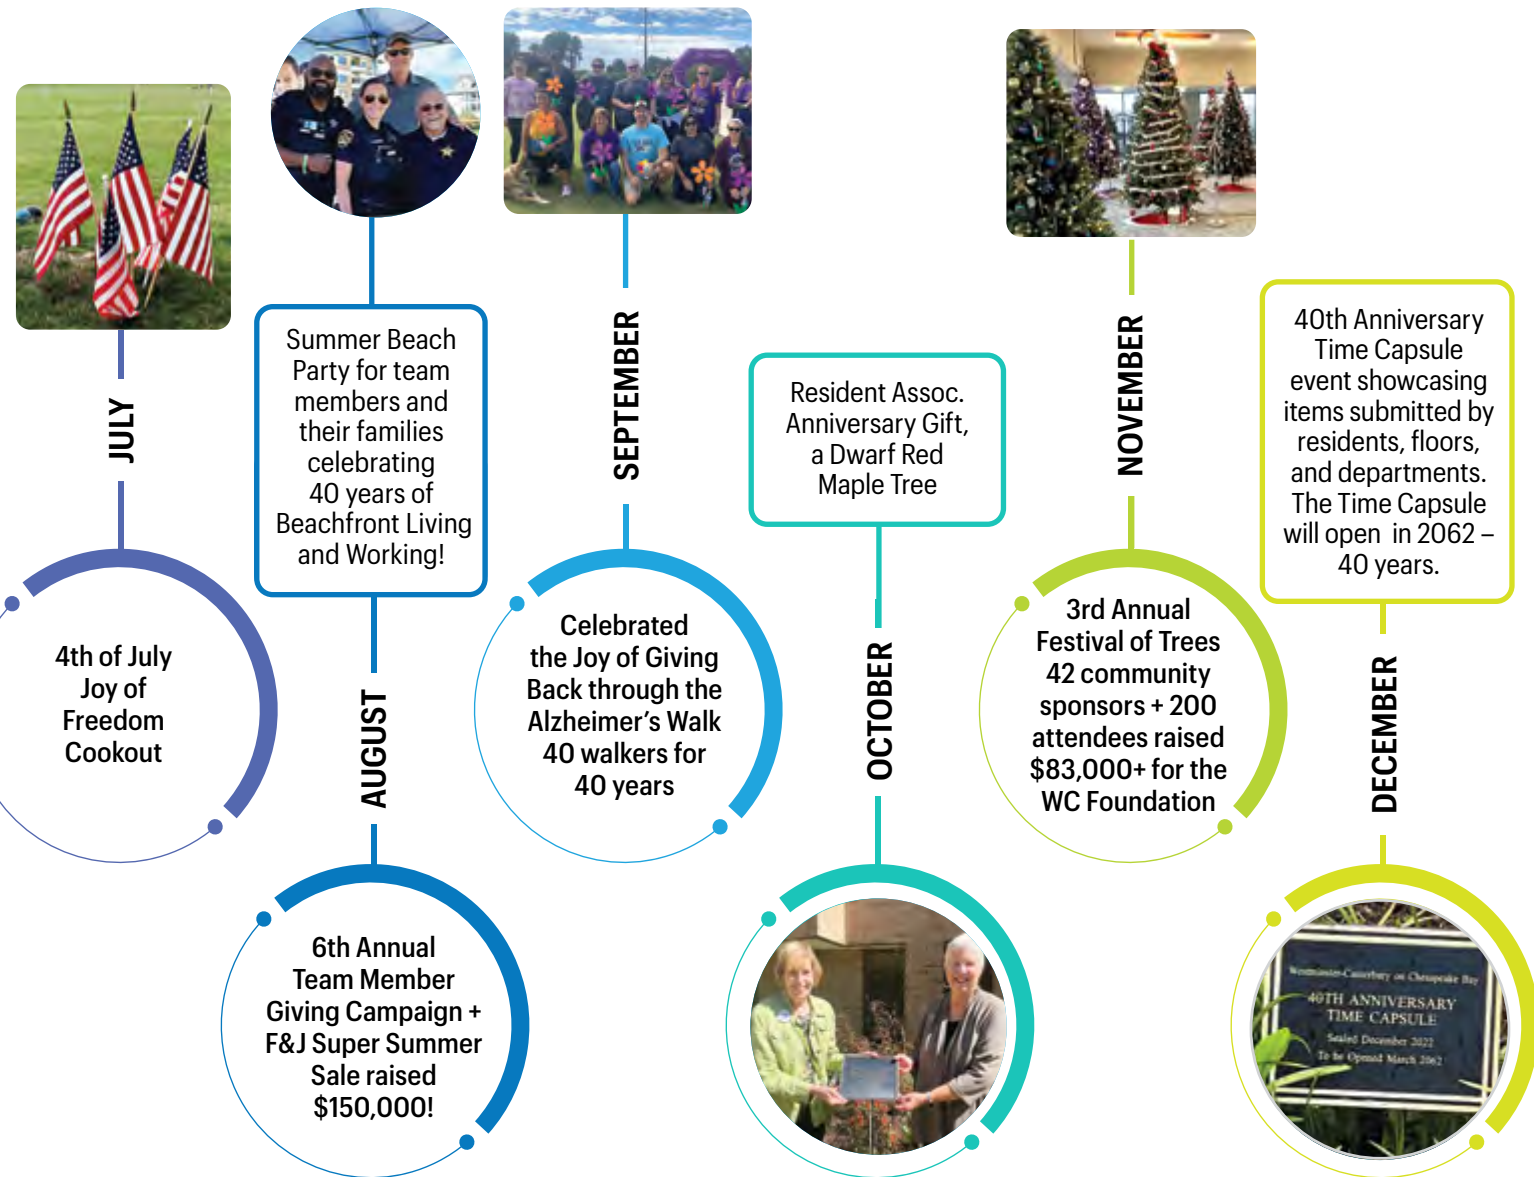 JULY
4th of July
Joy of
Freedom
Cookout
Summer Beach
Party for team
members and
their families
celebrating
40 years of
Beachfront Living
and Working!
AUGUST
6th Annual
Team Member
Giving Campaign +
F&J Super Summer
Sale raised
$150,000!
SEPTEMBER
Celebrated
the Joy of Giving
Back through the
Alzheimer's Walk
40 walkers for
40 years
Resident Assoc.
Anniversary Gift,
a Dwarf Red
Maple Tree
OCTOBER
NOVEMBER
3rd Annual
Festival of Trees
42 community
sponsors + 200
attendees raised
$83,000+ for the
WC Foundation
40th Anniversary
Time Capsule
event showcasing
items submitted by
residents, floors,
and departments.
The Time Capsule
will open in 2062 –
40 years.
DECEMBER
Westminster-Canterbury on Chesapeake Bay
40TH ANNIVERSARY
TIME CAPSULE
Sealed December 2022
To be Opened March 2062